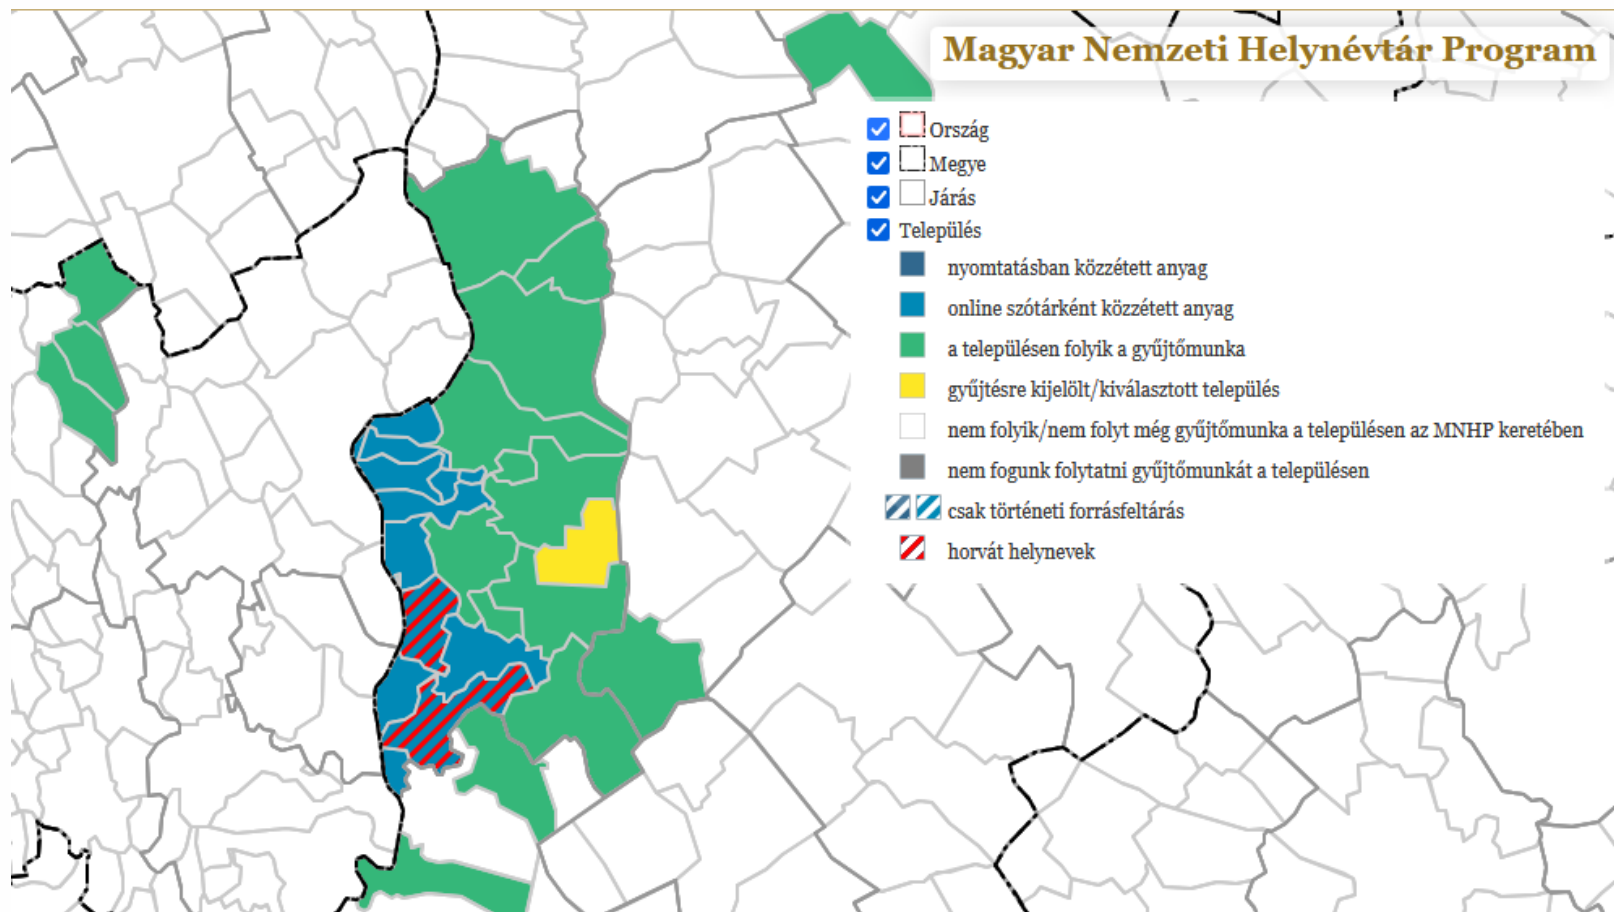 Magyar Nemzeti Helynévtár Program
Ország
Megye
Járás
Település
nyomtatásban közzétett anyag
online szótárként közzétett anyag
a településen folyik a gyűjtőmunka
gyűjtésre kijelölt/kiválasztott település
nem folyik/nem folyt még gyűjtőmunka a településen az MNHP keretében
nem fogunk folytatni gyűjtőmunkát a településen
csak történeti forrásfeltárás
horvát helynevek